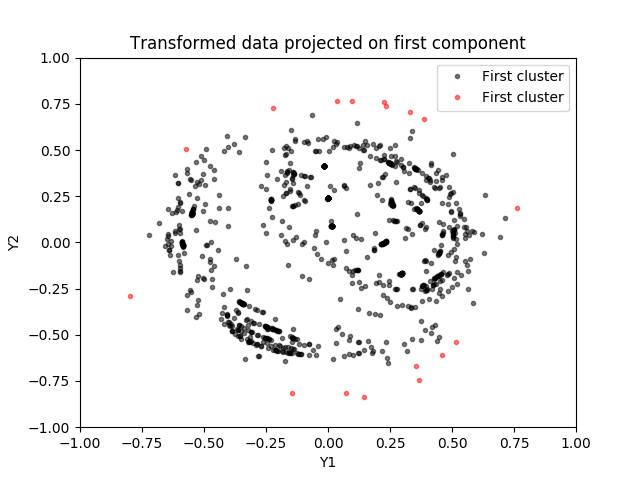 Transformed data projected on first component
First cluster
First cluster
1.00
0.75
0.50
0.25
0.00
−0.25
−0.50
−0.75
−1.00
Y2
−1.00 −0.75 −0.50 −0.25 0.00 0.25 0.50 0.75 1.00
Y1